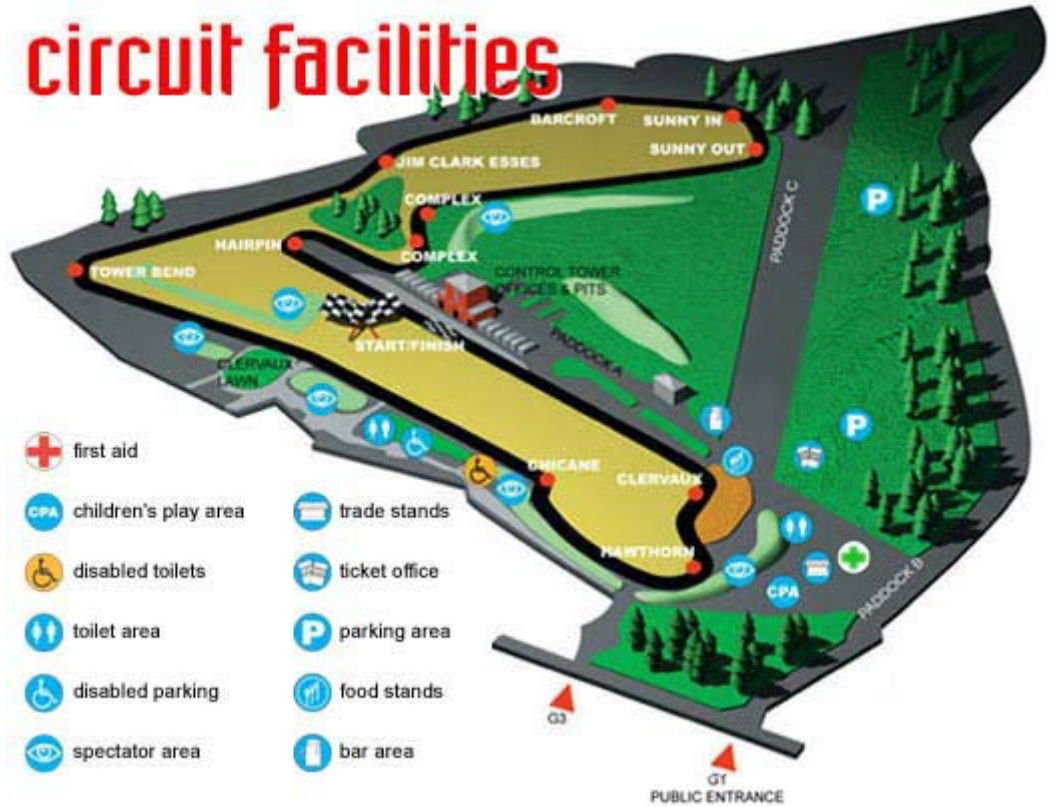 circuit facilities
BARCROFT
SUNNY IN
SUNNY OUT
JIM CLARK ESSES
COMPLEX
PADDOCK C
P
HAIRPIN
COMPLEX
TOWER BEND
CONTROL TOWER
OFFICES & PITS
START/FINISH
PADDOCK A
CLERVAUX
LAWN
P
CHICANE
CLERVAUX
HAWTHORN
CPA
PADDOCK B
first aid
CPA children's play area
disabled toilets
toilet area
disabled parking
spectator area
trade stands
ticket office
P parking area
food stands
bar area
G3
G1
PUBLIC ENTRANCE